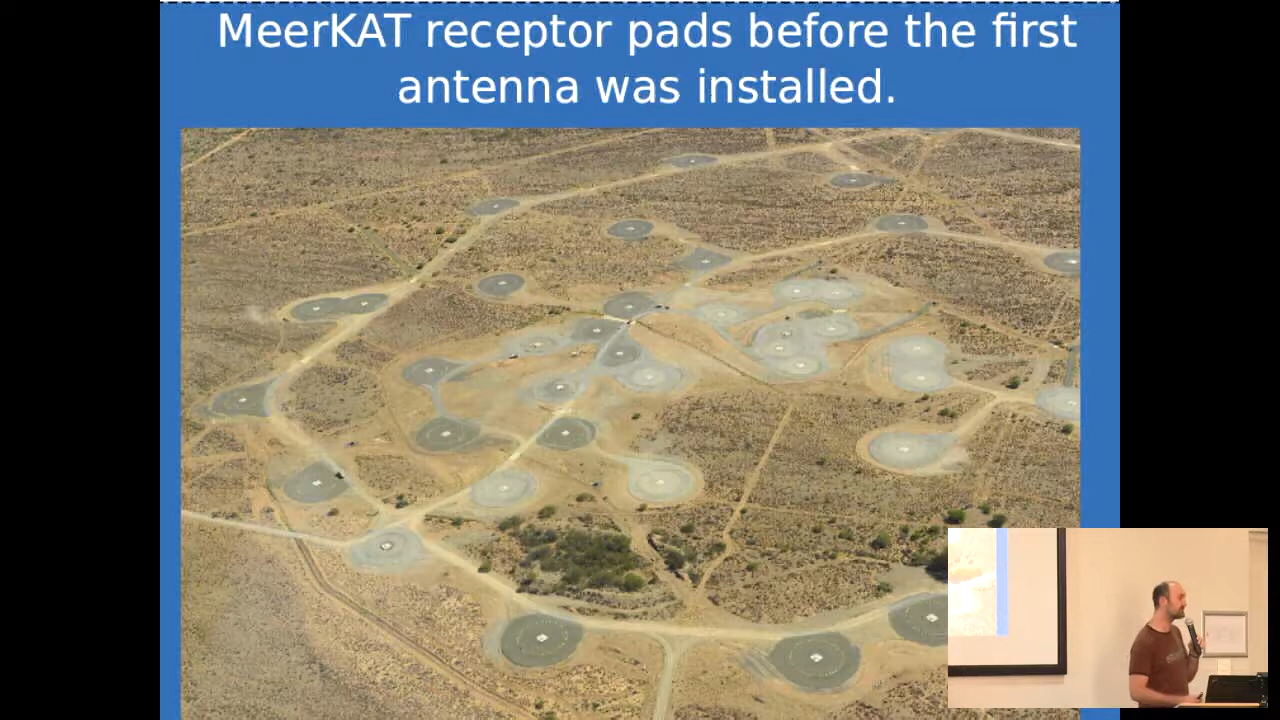 MeerKAT receptor pads before the first
antenna was installed.